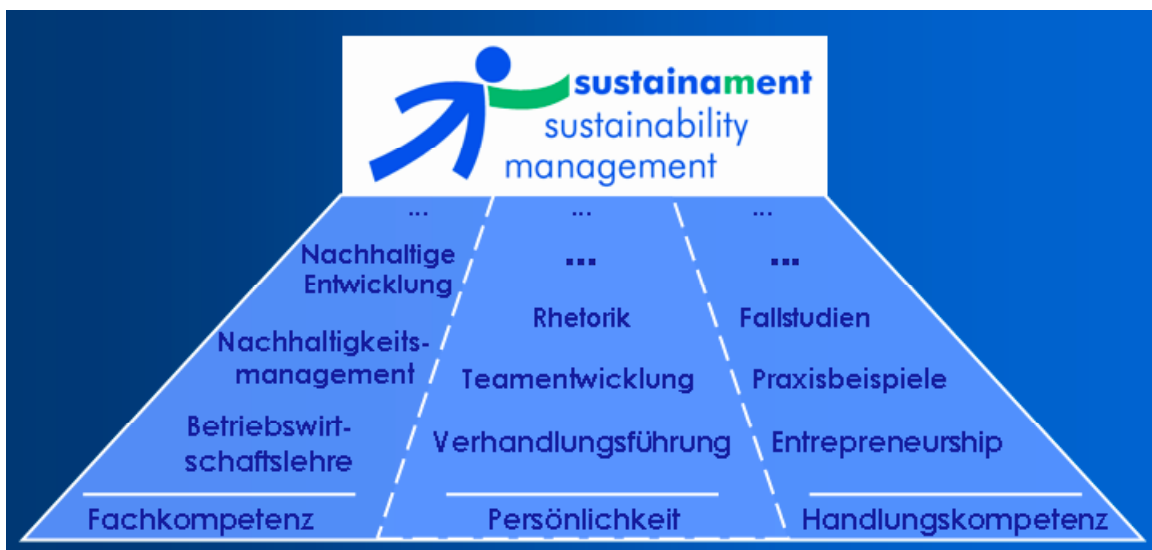 sustainament
sustainability
management
... ... ...
Nachhaltige
Entwicklung
... ...
Rhetorik
Fallstudien
Nachhaltigkeits-
management
Teamentwicklung
Praxisbeispiele
Betriebswirt-
schaftslehre
Verhandlungsführung
Entrepreneurship
Fachkompetenz
Persönlichkeit
Handlungskompetenz